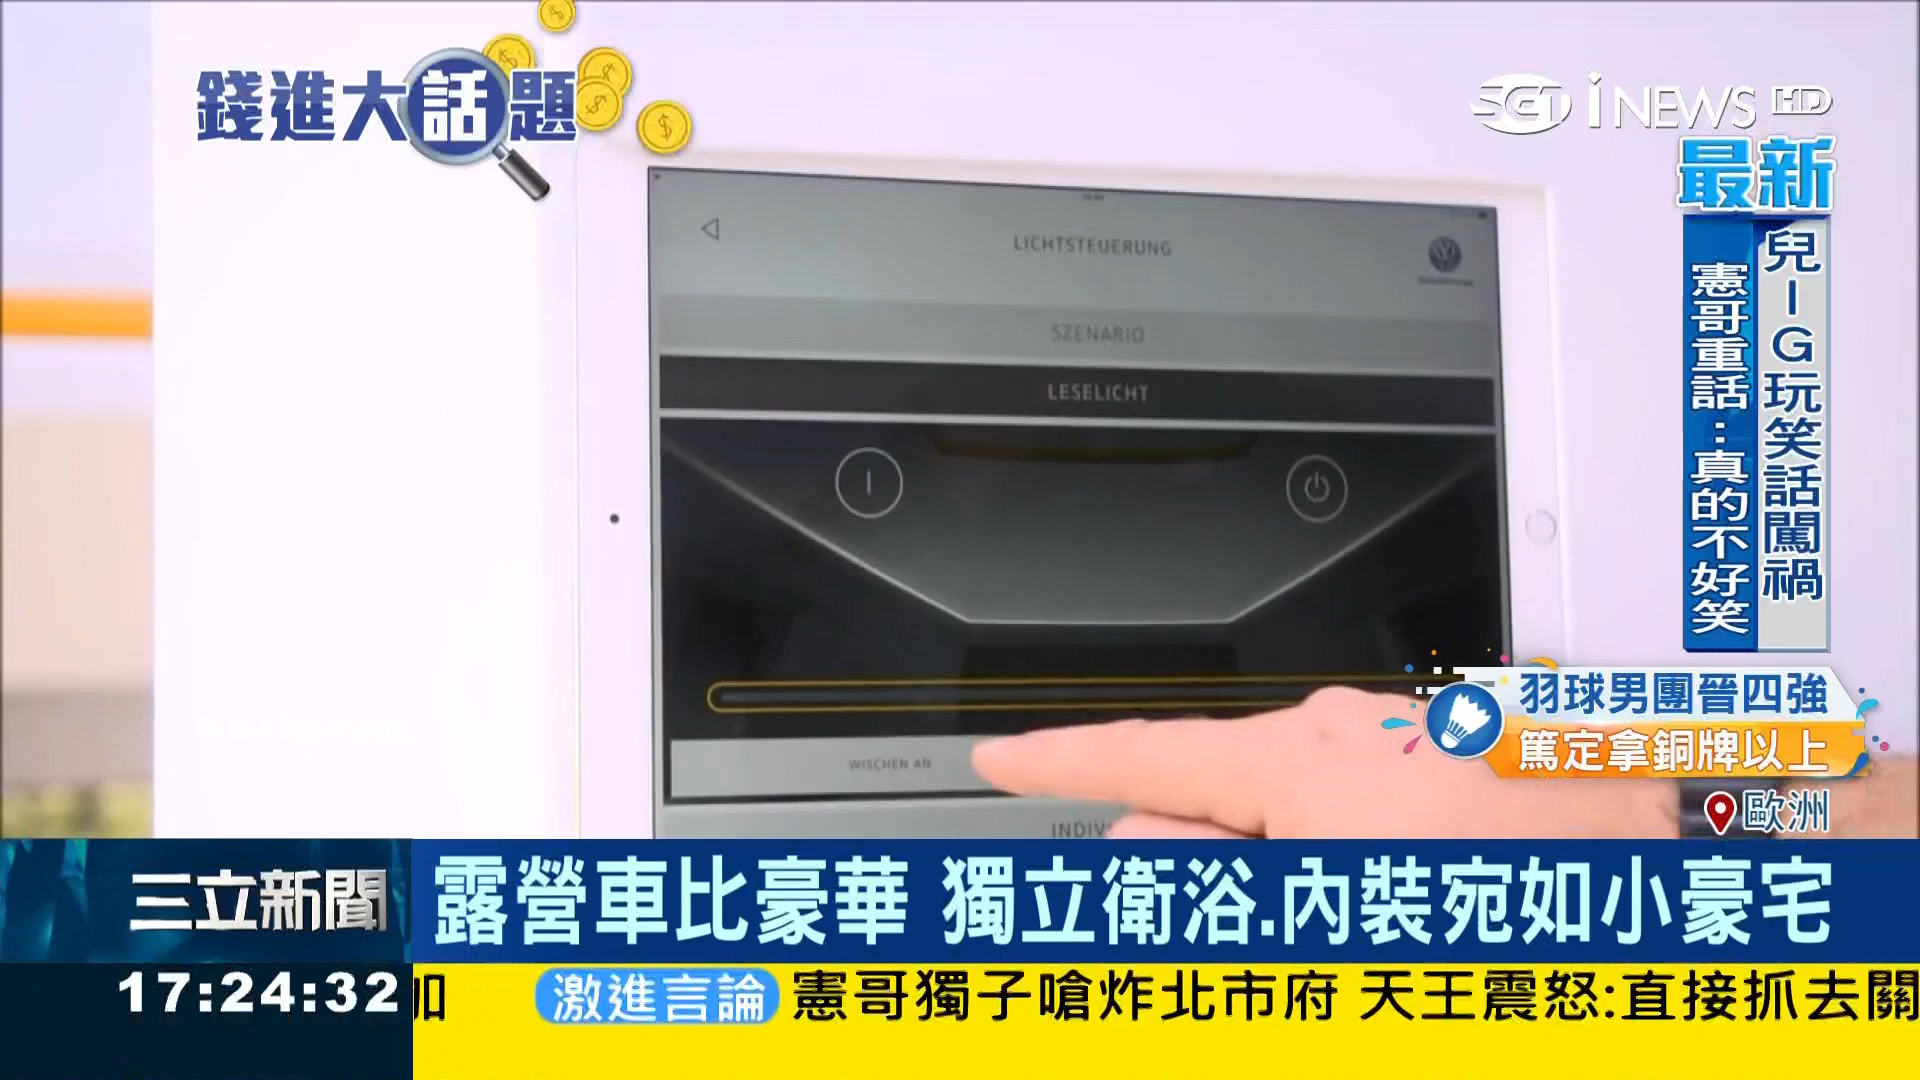 錢進大話題
SET iNEWS HD
最新
兒IG玩笑話闖禍
憲哥重話:真的不好笑
LICHTSTEUERUNG
SZENARIO
LESELICHT
WISCHEN AN
INDIV
羽球男團晉四強
篤定拿銅牌以上
歐洲
三立新聞
露營車比豪華 獨立衛浴.內裝宛如小豪宅
17:24:32
加 激進言論 憲哥獨子嗆炸北市府 天王震怒:直接抓去關